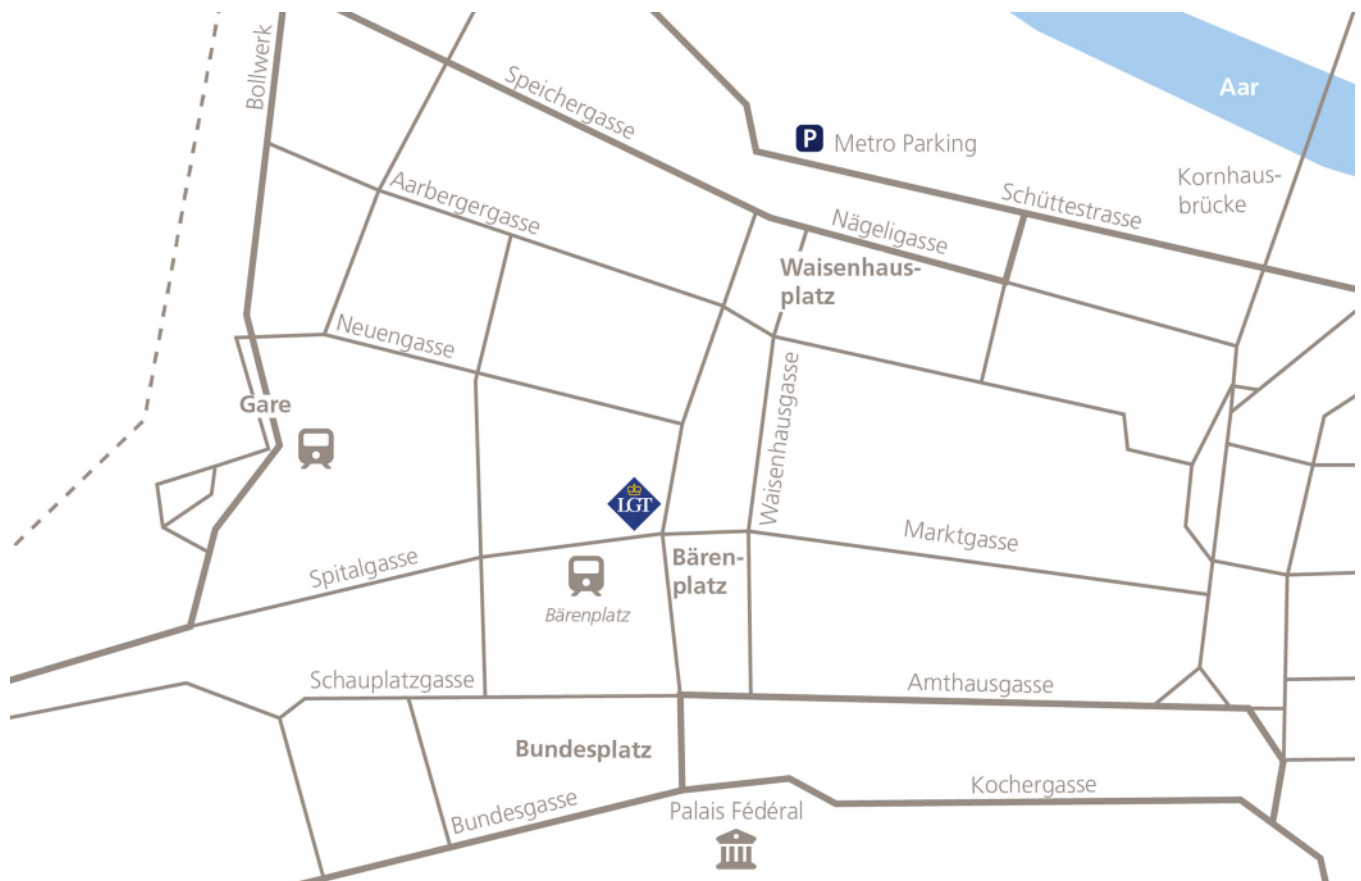 Bollwerk
Speichergasse
Aar
P Metro Parking
Kornhaus-
brücke
Schüttestrasse
Aarbergergasse
Nägeligasse
Waisenhaus-
platz
Neuengasse
Gare
Waisenhausgasse
LGT
Marktgasse
Spitalgasse
Bären-
platz
Bärenplatz
Schauplatzgasse
Amthausgasse
Bundesplatz
Kochergasse
Bundesgasse
Palais Fédéral